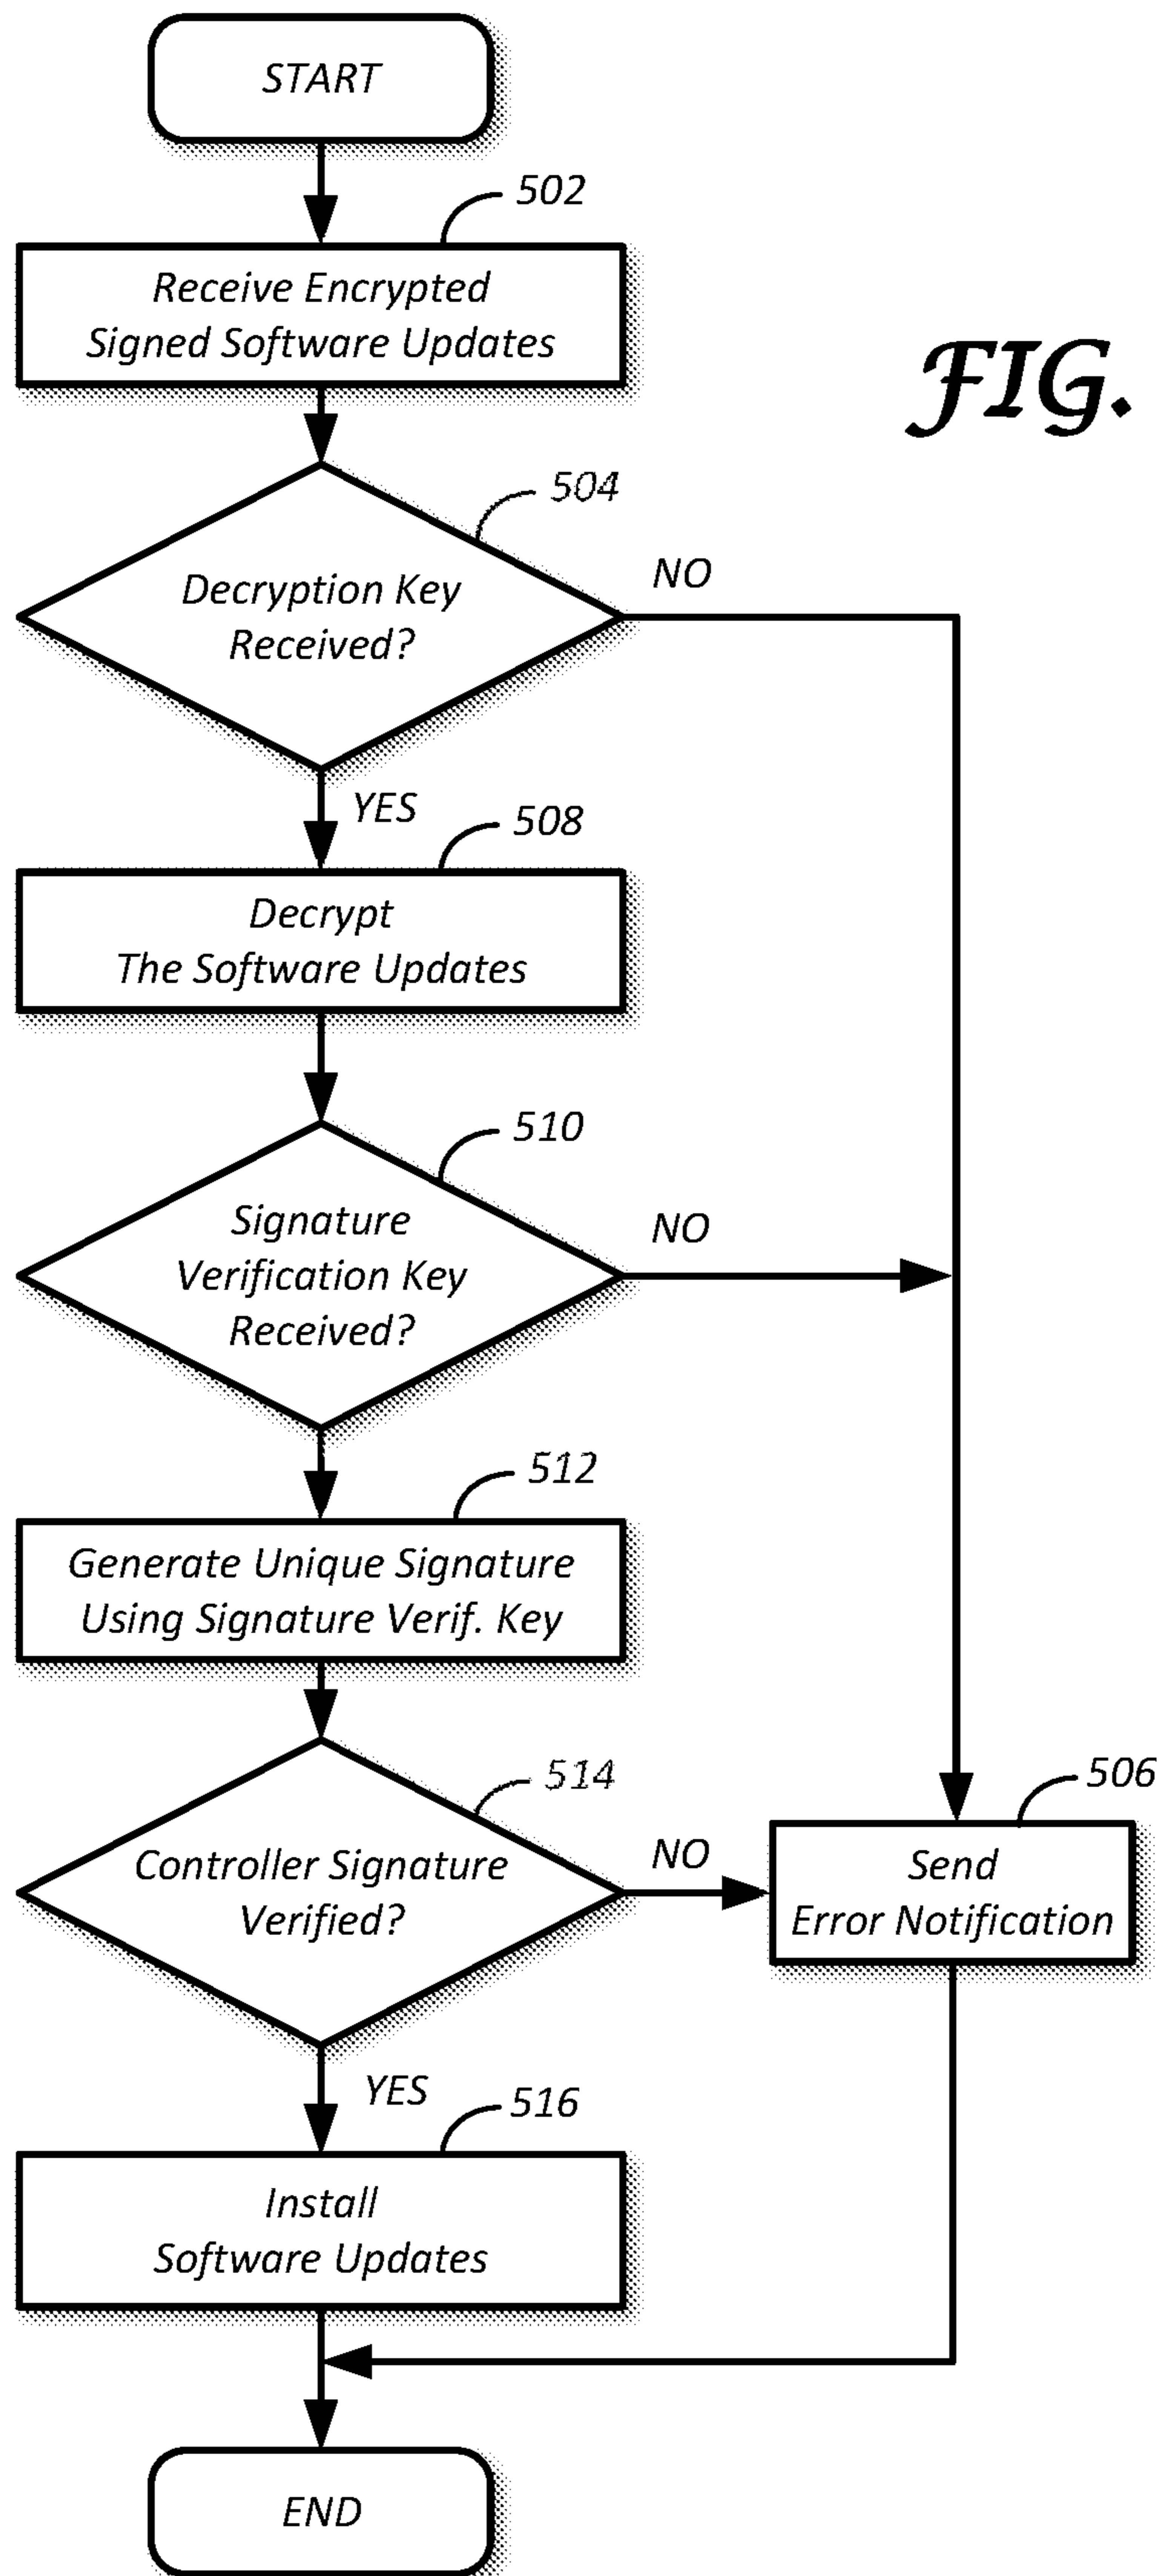 START
502
Receive Encrypted
Signed Software Updates
FIG.
504
Decryption Key
Received?
NO
YES
508
Decrypt
The Software Updates
510
Signature
Verification Key
Received?
NO
512
Generate Unique Signature
Using Signature Verif. Key
514
Controller Signature
Verified?
NO
506
Send
Error Notification
YES
516
Install
Software Updates
END